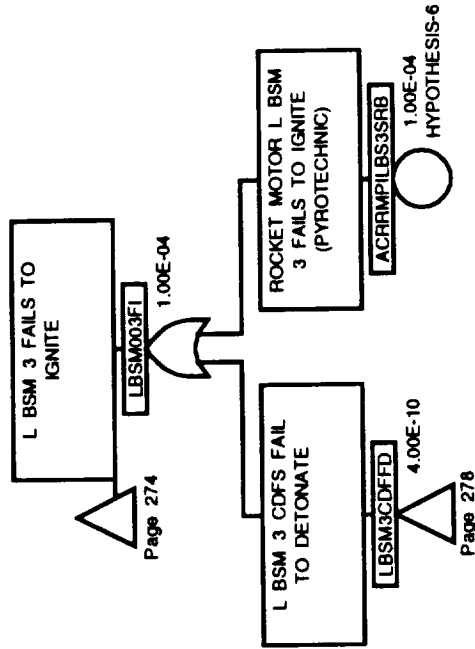 L BSM 3 FAILS TO
IGNITE
LBSM003FI
1.00E-04
Page 274
L BSM 3 CDFS FAIL
TO DETONATE
LBSM3CDFFD
4.00E-10
Page 278
ROCKET MOTOR L BSM
3 FAILS TO IGNITE
(PYROTECHNIC)
ACRRMPILBS3SRB
1.00E-04
HYPOTHESIS-6